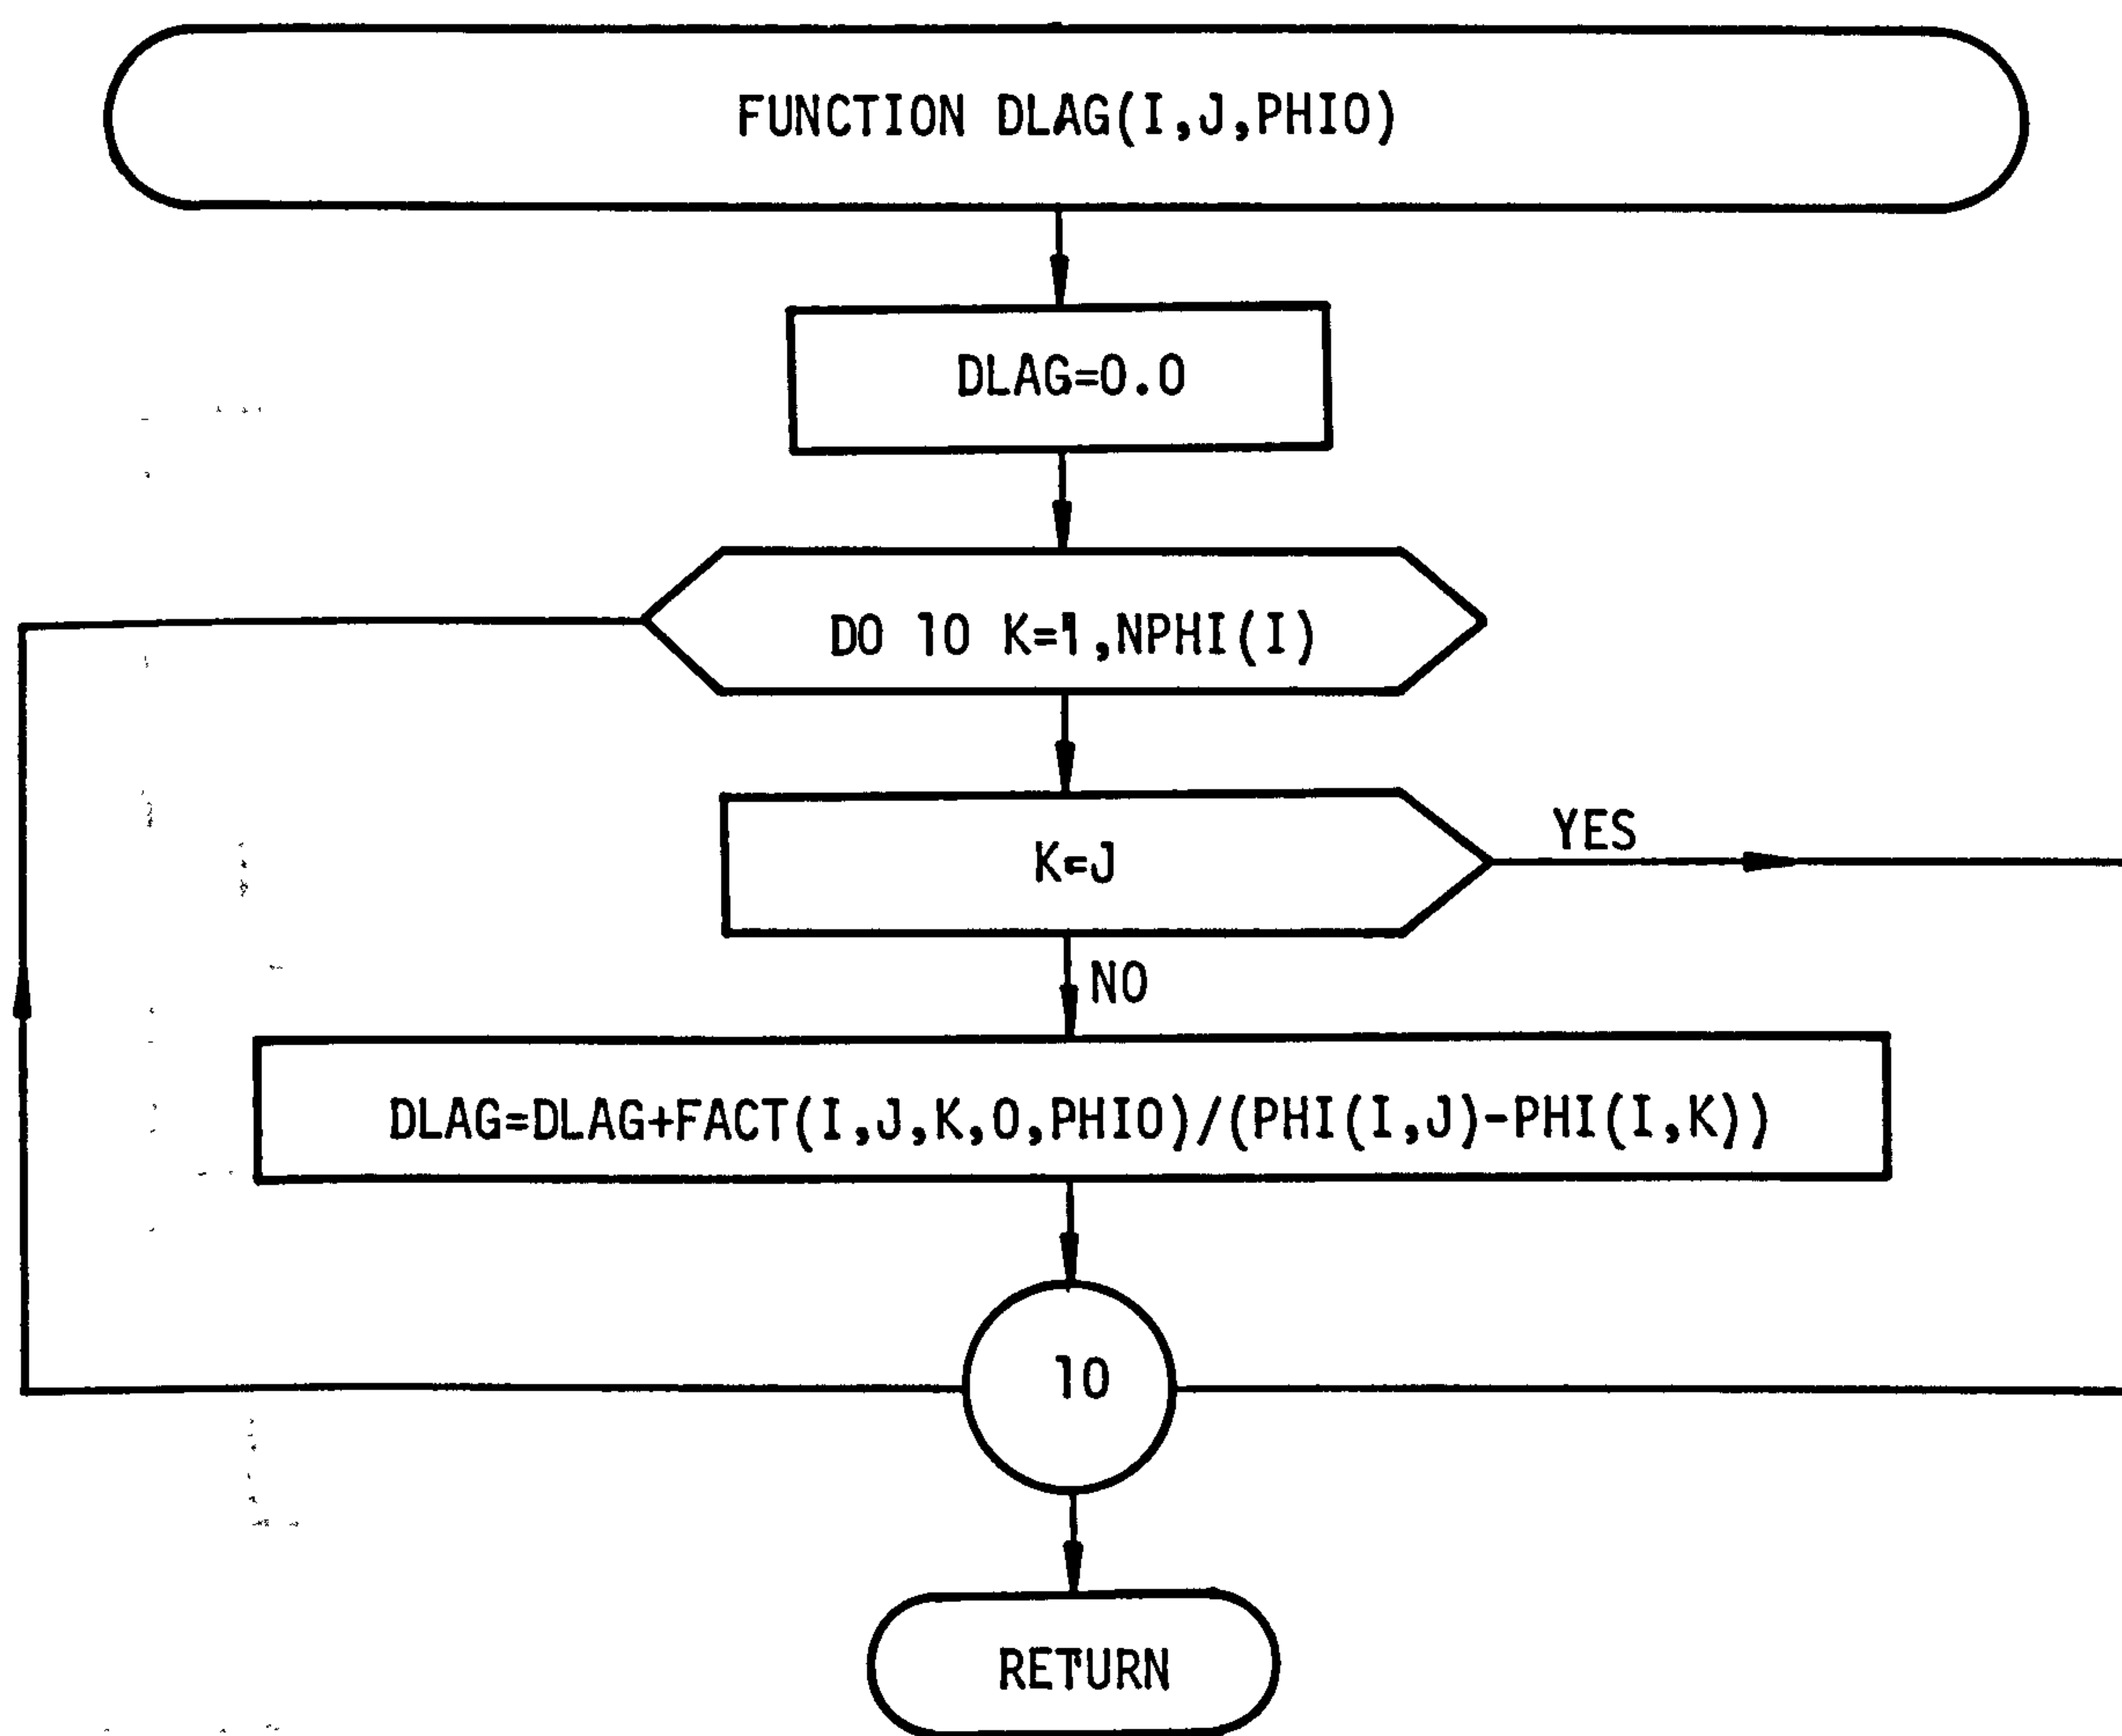 FUNCTION DLAG(I,J,PHIO)
DLAG=0.0
DO 10 K=1,NPHI(I)
K=J
YES
NO
DLAG=DLAG+FACT(I,J,K,0,PHIO)/(PHI(I,J)-PHI(I,K))
10
RETURN